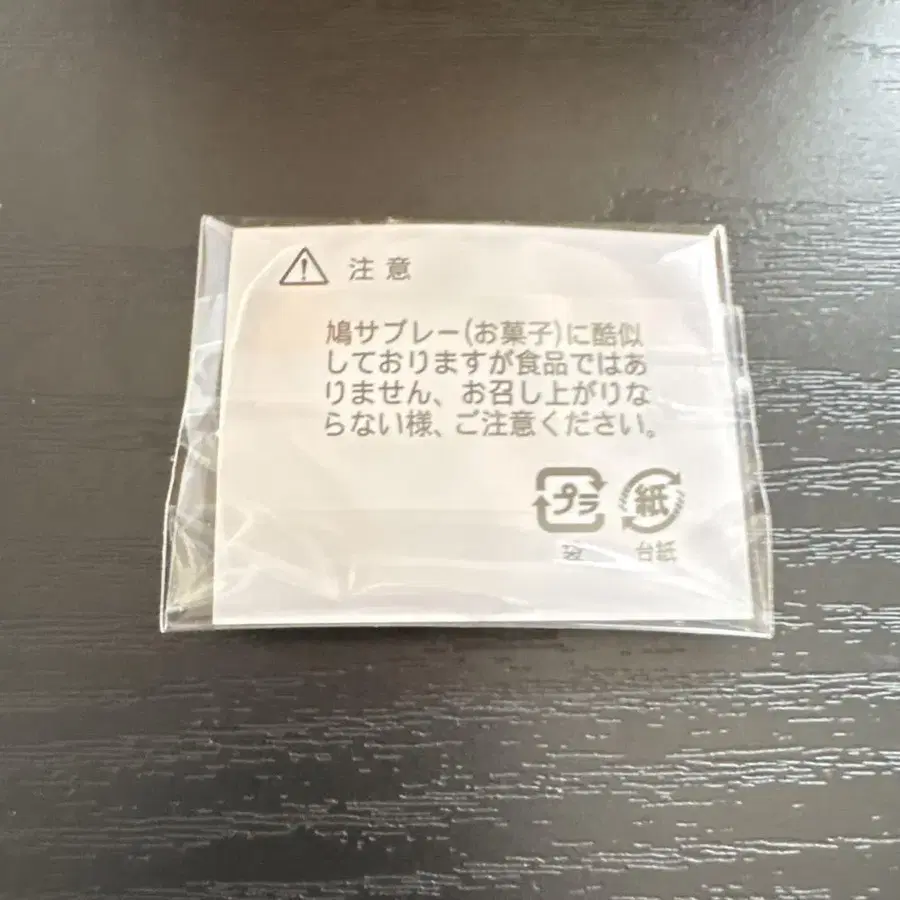 注意
鳩サブレー(お菓子)に酷似
しておりますが食品ではあ
りません、お召し上がりな
らない様、ご注意ください。
プラ 紙
袋 台紙